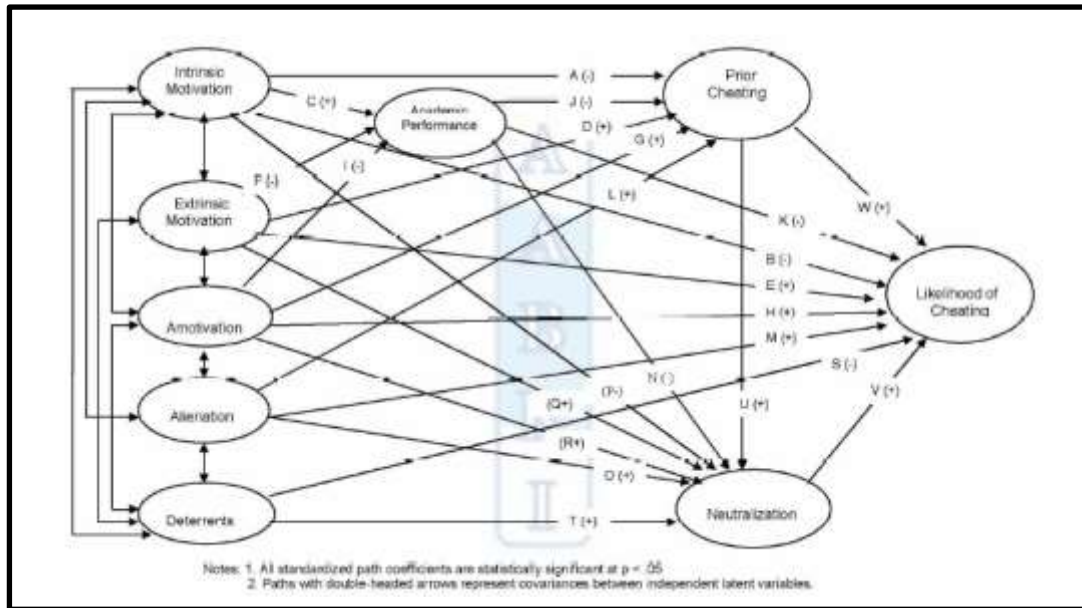 Intrinsic
Motivation
A (-)
Prior
Cheating
C (+)
J (-)
Academic
Performance
D (+)
G (+)
F (-)
I (-)
L (+)
Extrinsic
Motivation
W (+)
K (-)
B (-)
E (+)
Likelihood of
Cheating
H (+)
Amotivation
M (+)
S (-)
N (-)
V (+)
(P-)
(Q+)
U (+)
Alienation
(R+)
O (+)
Neutralization
Deterrents
T (+)
Notes: 1. All standardized path coefficients are statistically significant at p < .05
2. Paths with double-headed arrows represent covariances between independent latent variables.